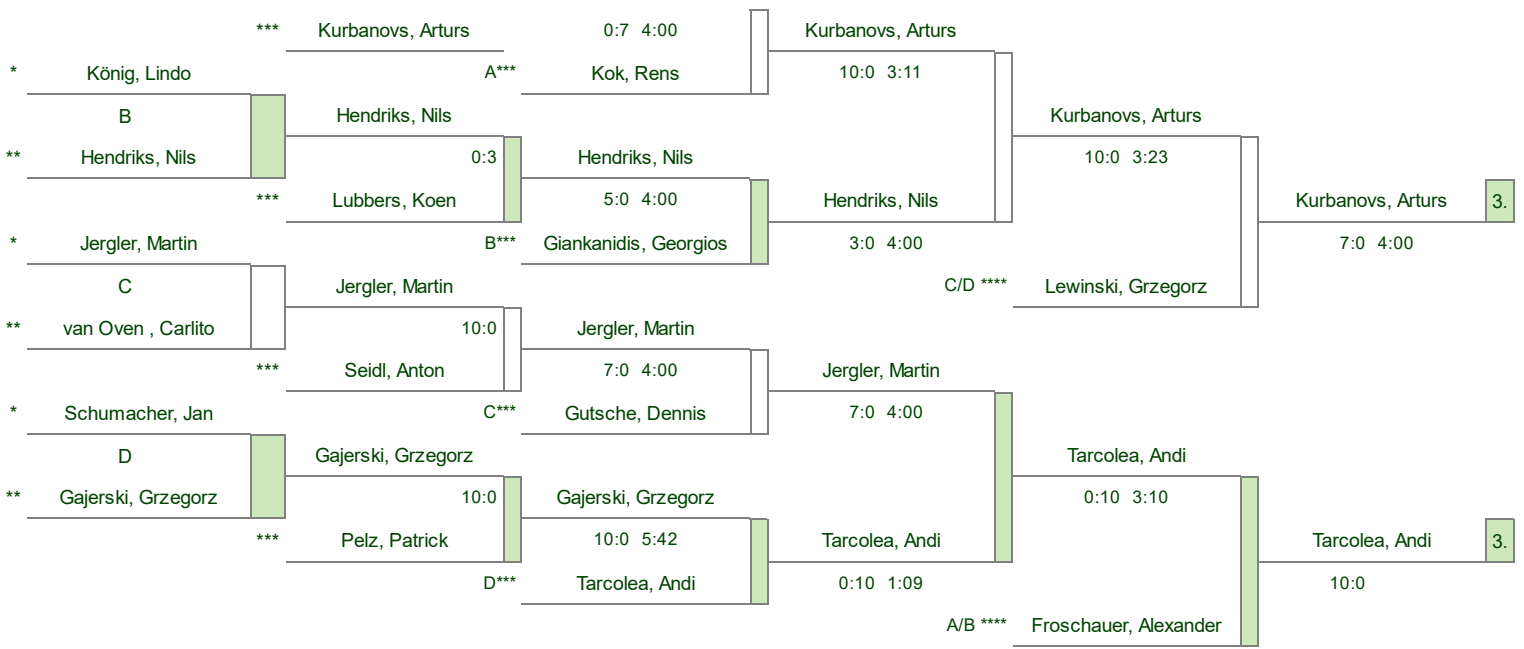 *** Kurbanovs, Arturs 0:7 4:00 Kurbanovs, Arturs
* König, Lindo A*** Kok, Rens 10:0 3:11
B Hendriks, Nils Kurbanovs, Arturs
** Hendriks, Nils 0:3 Hendriks, Nils 10:0 3:23
*** Lubbers, Koen 5:0 4:00 Hendriks, Nils Kurbanovs, Arturs 3.
* Jergler, Martin B*** Giankanidis, Georgios 3:0 4:00 7:0 4:00
C Jergler, Martin C/D **** Lewinski, Grzegorz
** van Oven , Carlito 10:0 Jergler, Martin
*** Seidl, Anton 7:0 4:00 Jergler, Martin
* Schumacher, Jan C*** Gutsche, Dennis 7:0 4:00
D Gajerski, Grzegorz Tarcolea, Andi
** Gajerski, Grzegorz 10:0 Gajerski, Grzegorz 0:10 3:10
*** Pelz, Patrick 10:0 5:42 Tarcolea, Andi Tarcolea, Andi 3.
D*** Tarcolea, Andi 0:10 1:09 10:0
A/B **** Froschauer, Alexander